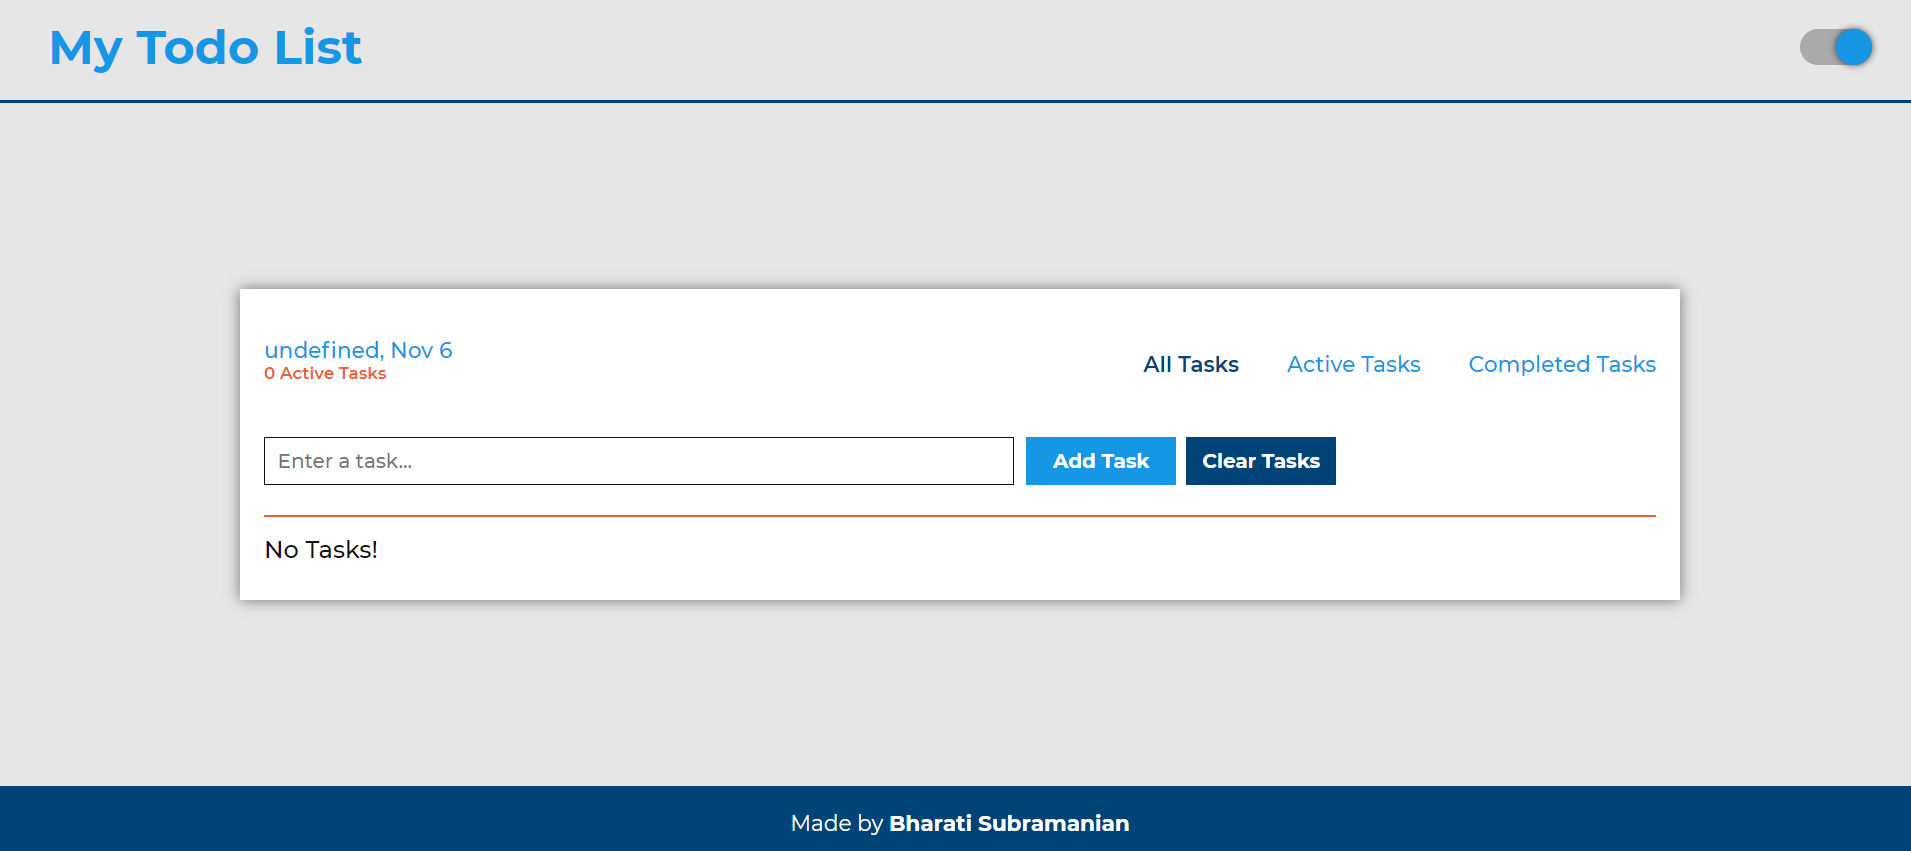 My Todo List
undefined, Nov 6
0 Active Tasks
All Tasks Active Tasks Completed Tasks
Enter a task... Add Task Clear Tasks
No Tasks!
Made by Bharati Subramanian